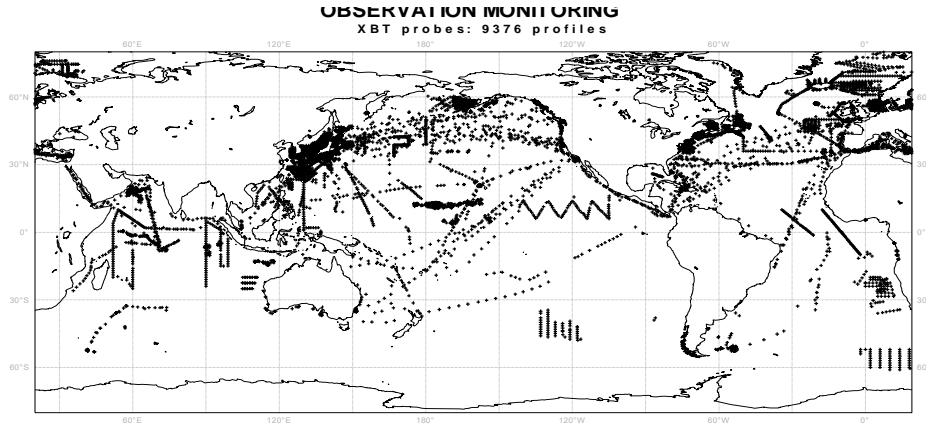 OBSERVATION MONITORING
XBT probes: 9376 profiles
60°E 120°E 180° 120°W 60°W 0°
60°N 60
30°N 30
0° 0°
30°S 30
60°S 60
60°E 120°E 180° 120°W 60°W 0°